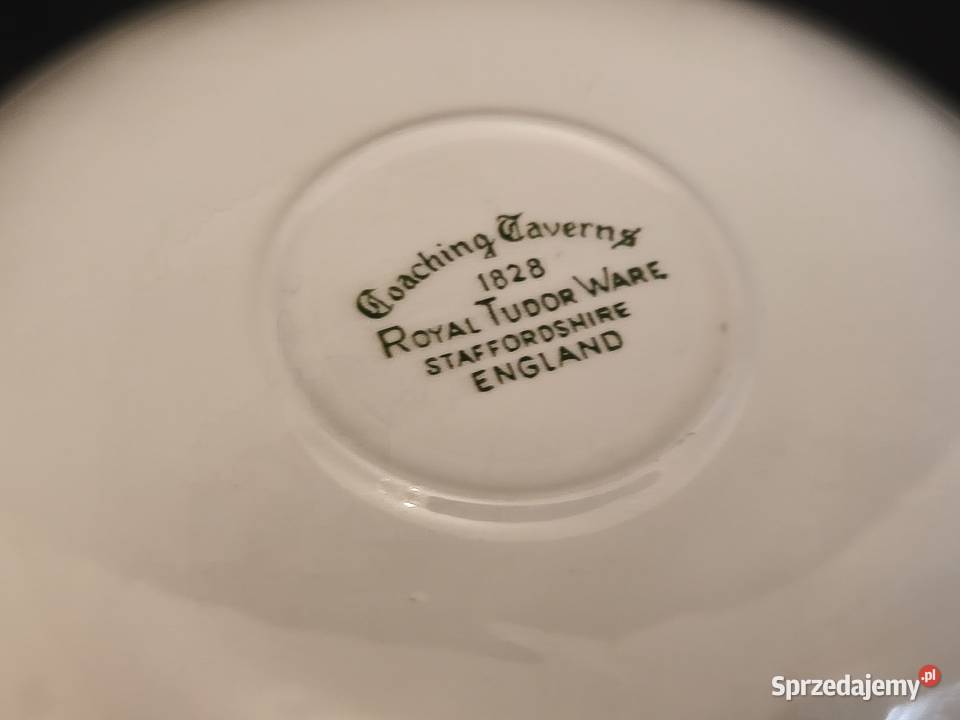 Coaching Taverns
1828
ROYAL TUDOR WARE
STAFFORDSHIRE
ENGLAND
Sprzedajemy.pl